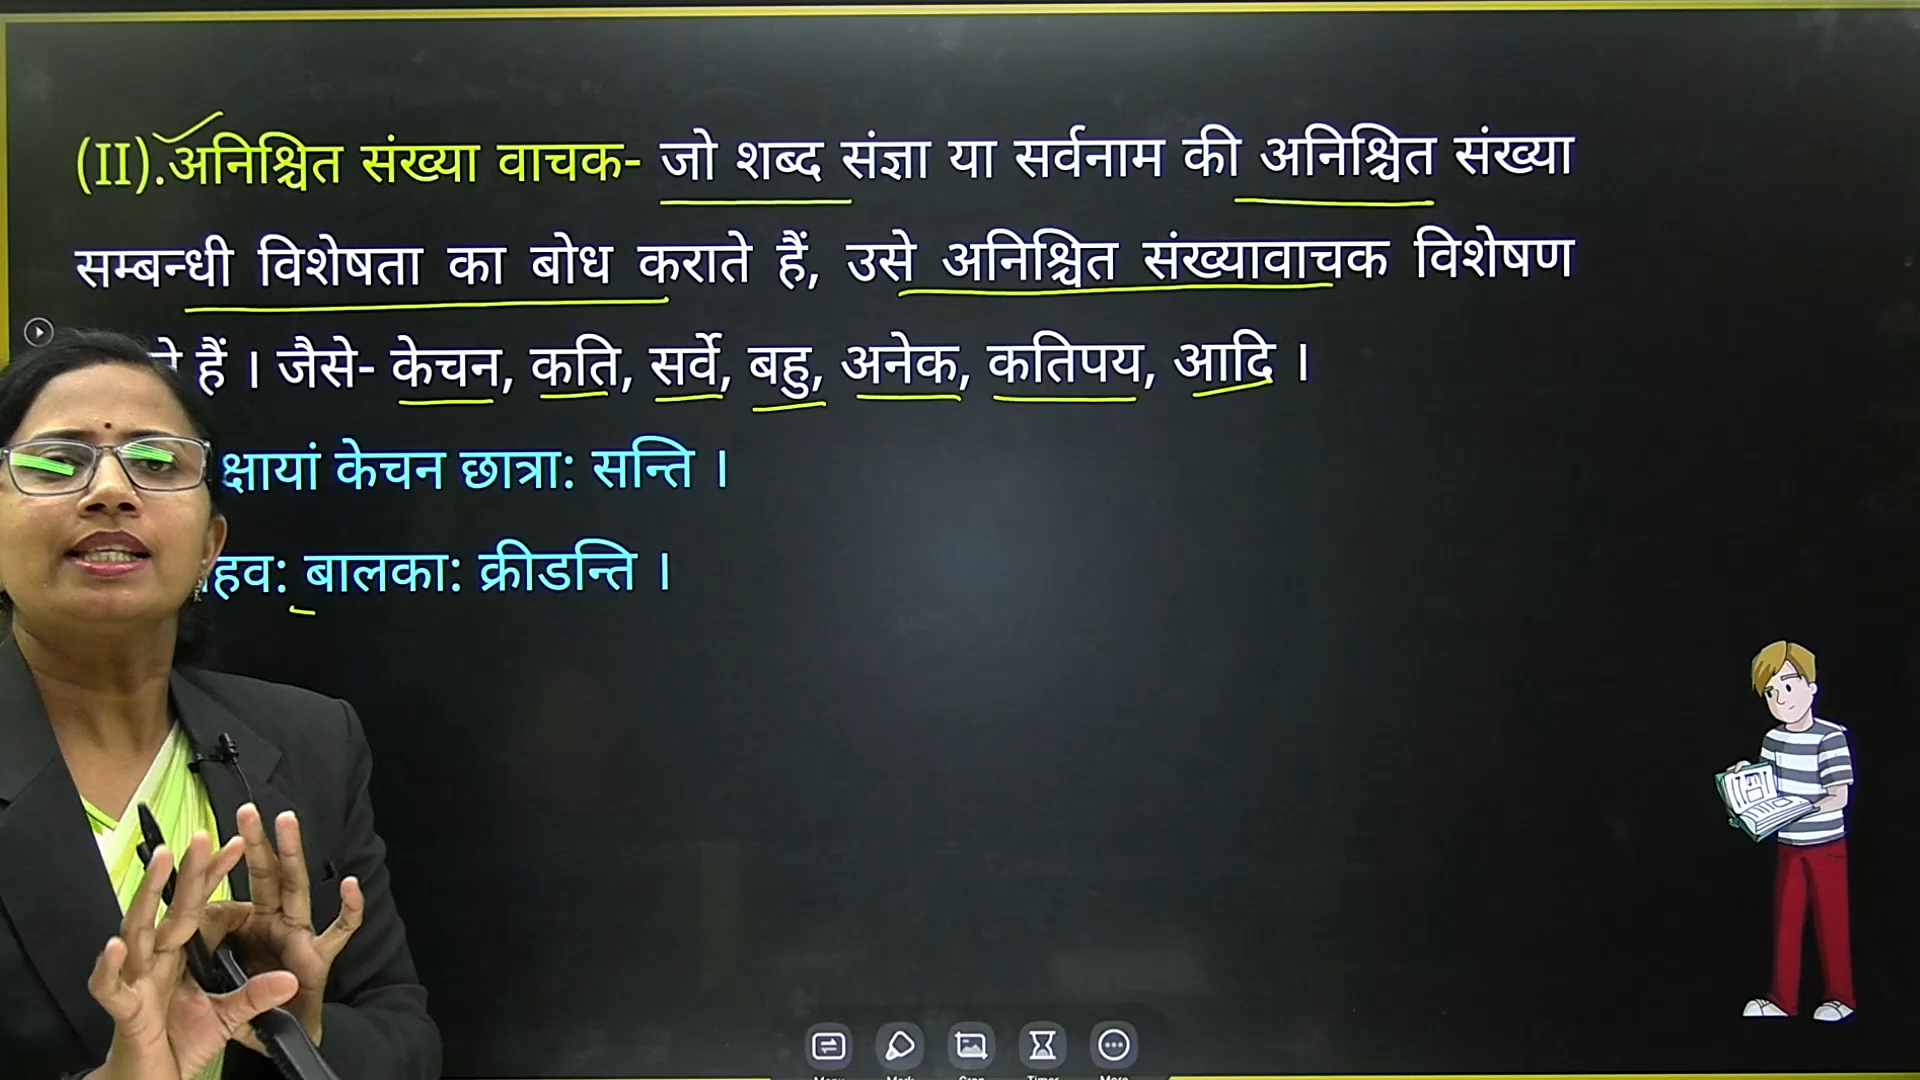 (II).अनिश्चित संख्या वाचक- जो शब्द संज्ञा या सर्वनाम की अनिश्चित संख्या
सम्बन्धी विशेषता का बोध कराते हैं, उसे अनिश्चित संख्यावाचक विशेषण
हैं । जैसे- केचन, कति, सर्वे, बहु, अनेक, कतिपय, आदि ।
केचन छात्रा: सन्ति ।
बालका: क्रीडन्ति ।